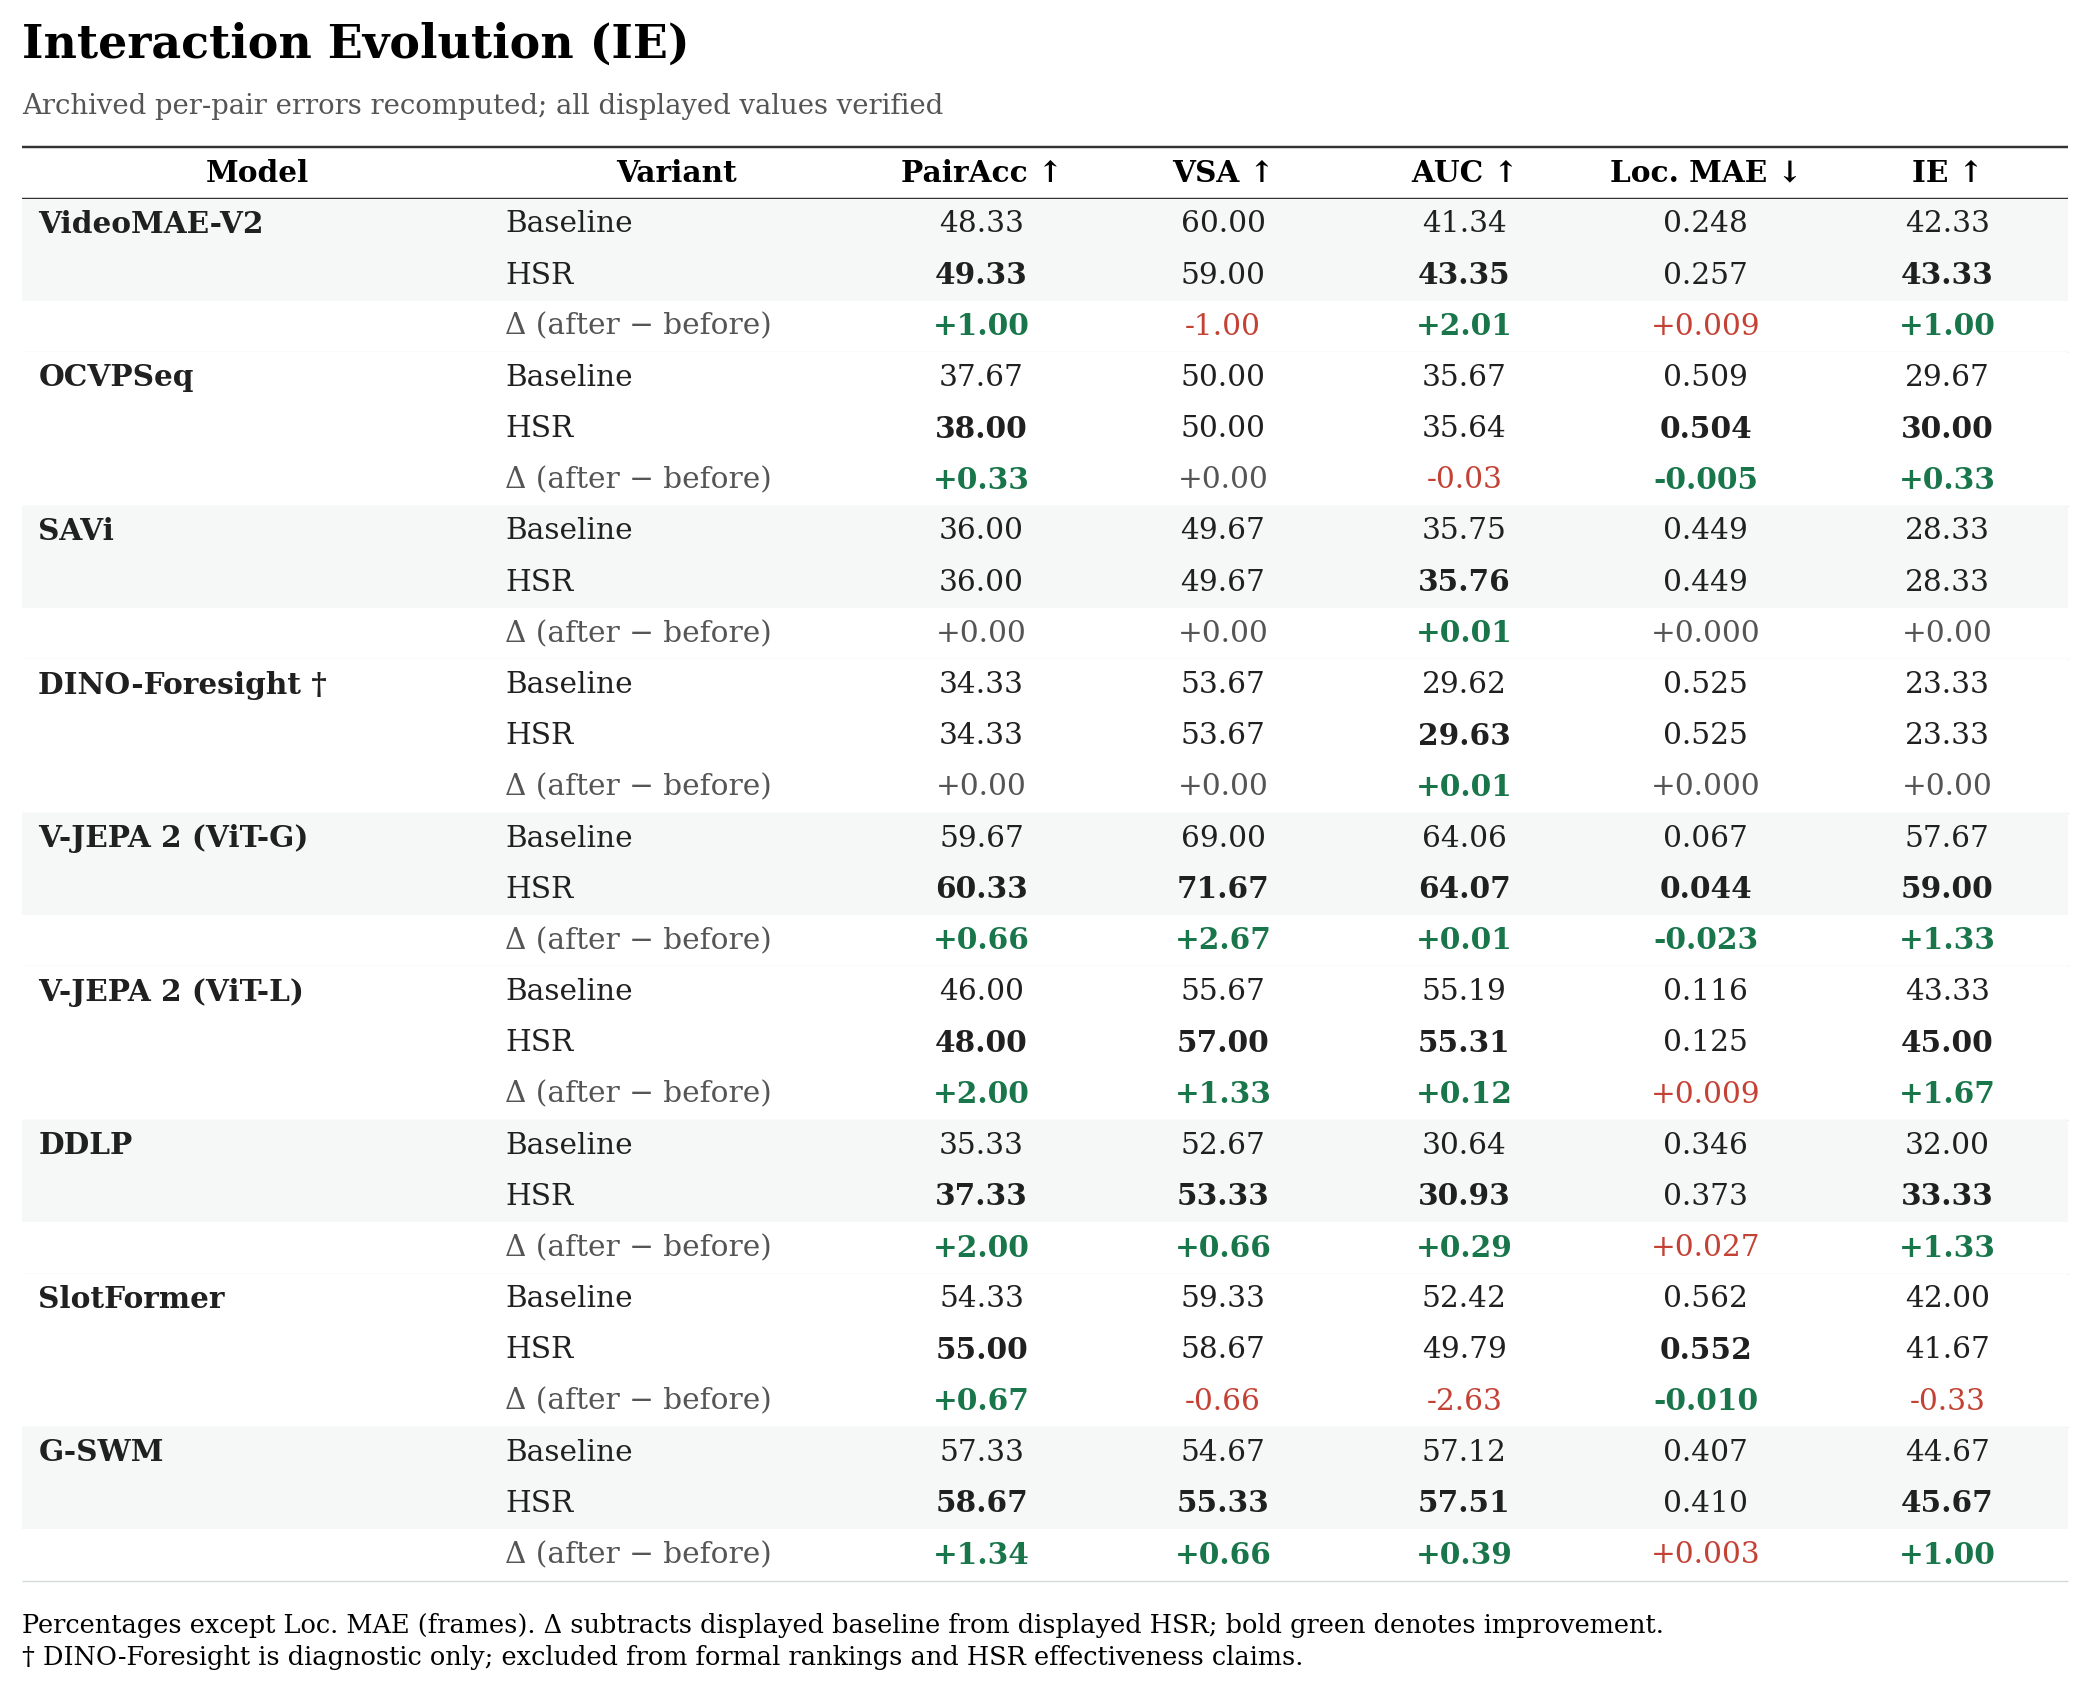 Interaction Evolution (IE)
Archived per-pair errors recomputed; all displayed values verified
Model Variant PairAcc ↑ VSA ↑ AUC ↑ Loc. MAE ↓ IE ↑
VideoMAE-V2 Baseline 48.33 60.00 41.34 0.248 42.33
HSR 49.33 59.00 43.35 0.257 43.33
Δ (after − before) +1.00 -1.00 +2.01 +0.009 +1.00
OCVPSeq Baseline 37.67 50.00 35.67 0.509 29.67
HSR 38.00 50.00 35.64 0.504 30.00
Δ (after − before) +0.33 +0.00 -0.03 -0.005 +0.33
SAVi Baseline 36.00 49.67 35.75 0.449 28.33
HSR 36.00 49.67 35.76 0.449 28.33
Δ (after − before) +0.00 +0.00 +0.01 +0.000 +0.00
DINO-Foresight † Baseline 34.33 53.67 29.62 0.525 23.33
HSR 34.33 53.67 29.63 0.525 23.33
Δ (after − before) +0.00 +0.00 +0.01 +0.000 +0.00
V-JEPA 2 (ViT-G) Baseline 59.67 69.00 64.06 0.067 57.67
HSR 60.33 71.67 64.07 0.044 59.00
Δ (after − before) +0.66 +2.67 +0.01 -0.023 +1.33
V-JEPA 2 (ViT-L) Baseline 46.00 55.67 55.19 0.116 43.33
HSR 48.00 57.00 55.31 0.125 45.00
Δ (after − before) +2.00 +1.33 +0.12 +0.009 +1.67
DDLP Baseline 35.33 52.67 30.64 0.346 32.00
HSR 37.33 53.33 30.93 0.373 33.33
Δ (after − before) +2.00 +0.66 +0.29 +0.027 +1.33
SlotFormer Baseline 54.33 59.33 52.42 0.562 42.00
HSR 55.00 58.67 49.79 0.552 41.67
Δ (after − before) +0.67 -0.66 -2.63 -0.010 -0.33
G-SWM Baseline 57.33 54.67 57.12 0.407 44.67
HSR 58.67 55.33 57.51 0.410 45.67
Δ (after − before) +1.34 +0.66 +0.39 +0.003 +1.00
Percentages except Loc. MAE (frames). Δ subtracts displayed baseline from displayed HSR; bold green denotes improvement.
† DINO-Foresight is diagnostic only; excluded from formal rankings and HSR effectiveness claims.